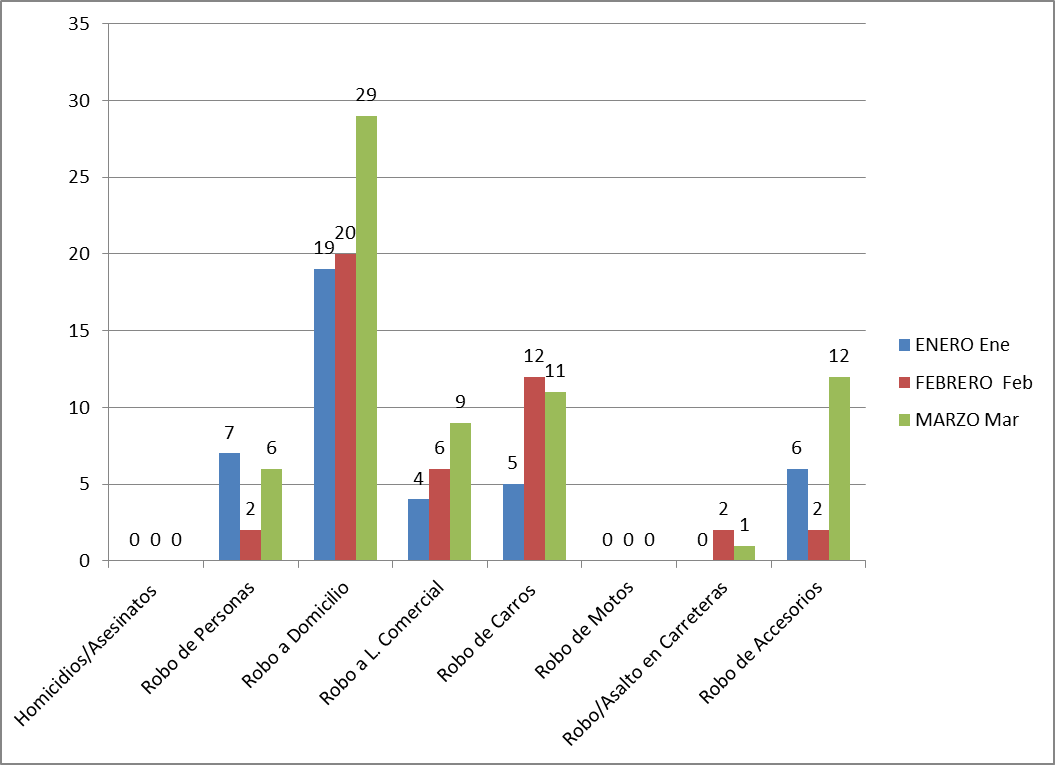 35
30
25
20
15
10
5
0
0 0 0
7 2 6
19 20 29
4 6 9
5 12 11
0 0 0
0 2 1
6 2 12
Homicidios/Asesinatos
Robo de Personas
Robo a Domicilio
Robo a L. Comercial
Robo de Carros
Robo de Motos
Robo/Asalto en Carreteras
Robo de Accesorios
ENERO Ene
FEBRERO  Feb
MARZO Mar